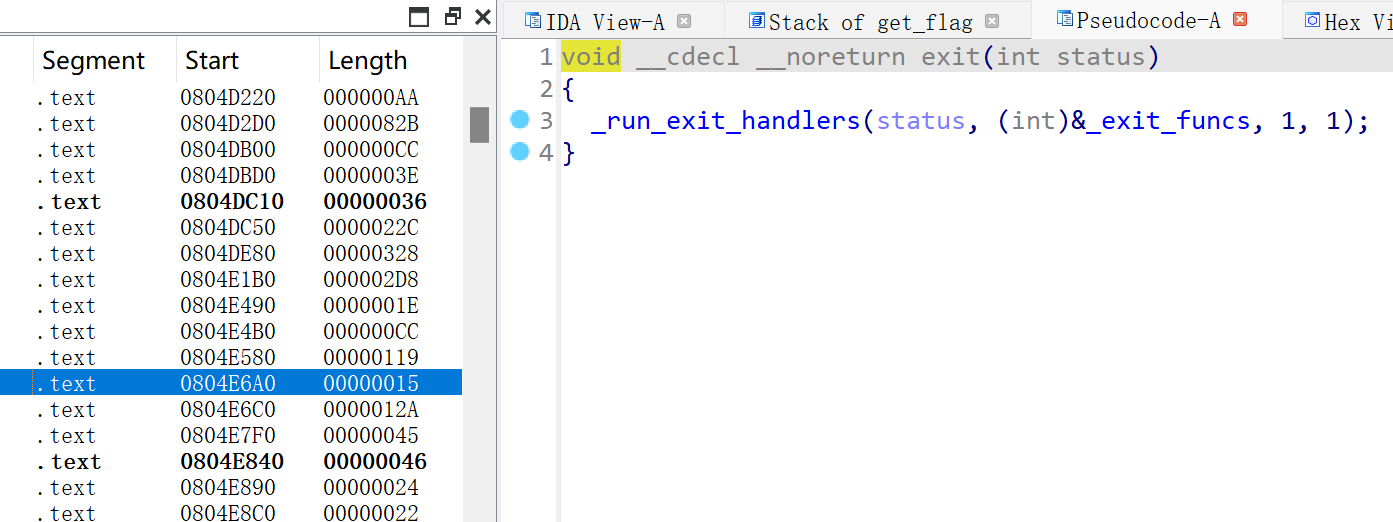 IDA View-A
Stack of get_flag
Pseudocode-A
Hex Vi
Segment Start Length
.text 0804D220 000000AA
.text 0804D2D0 0000082B
.text 0804DB00 000000CC
.text 0804DBD0 0000003E
.text 0804DC10 00000036
.text 0804DC50 0000022C
.text 0804DE80 00000328
.text 0804E1B0 000002D8
.text 0804E490 0000001E
.text 0804E4B0 000000CC
.text 0804E580 00000119
.text 0804E6A0 00000015
.text 0804E6C0 0000012A
.text 0804E7F0 00000045
.text 0804E840 00000046
.text 0804E890 00000024
.text 0804E8C0 00000022
1 void __cdecl __noreturn exit(int status)
2 {
3 _run_exit_handlers(status, (int)&_exit_funcs, 1, 1);
4 }